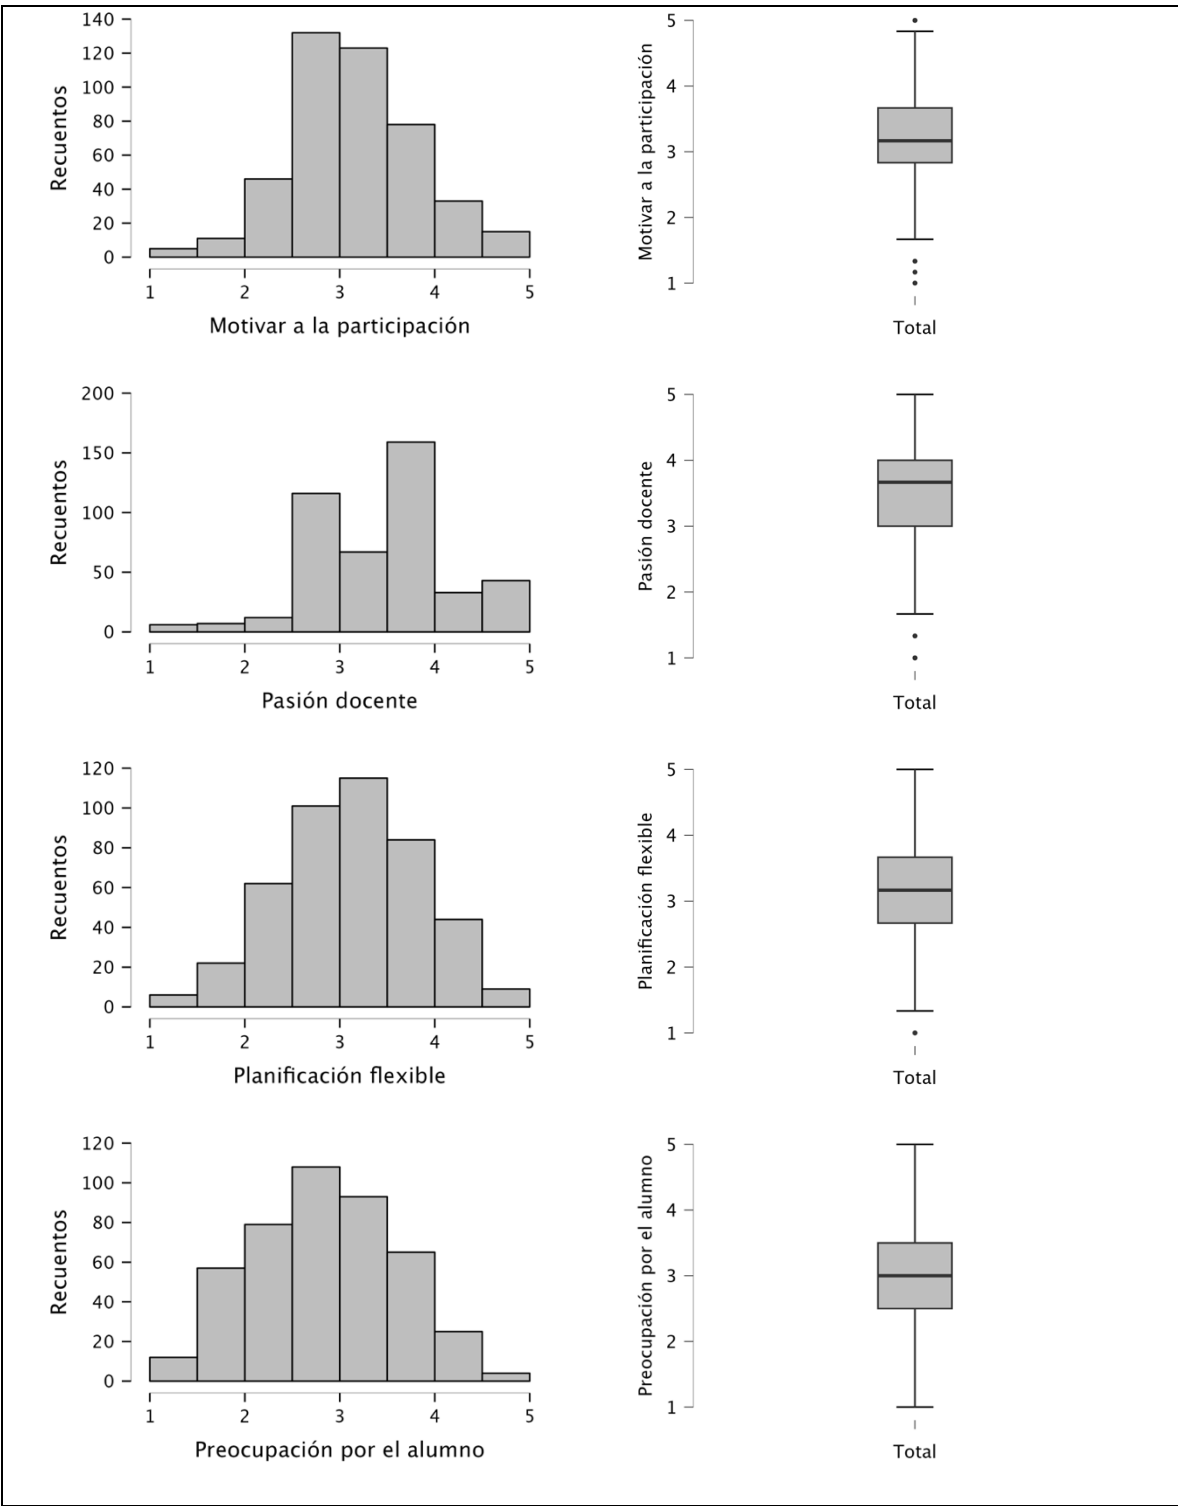 140
120
100
80
60
40
20
0
Recuentos
1 2 3 4 5
Motivar a la participación
5
4
3
2
1
Motivar a la participación
Total
200
150
100
50
0
Recuentos
1 2 3 4 5
Pasión docente
5
4
3
2
1
Pasión docente
Total
120
100
80
60
40
20
0
Recuentos
1 2 3 4 5
Planificación flexible
5
4
3
2
1
Planificación flexible
Total
120
100
80
60
40
20
0
Recuentos
1 2 3 4 5
Preocupación por el alumno
5
4
3
2
1
Preocupación por el alumno
Total